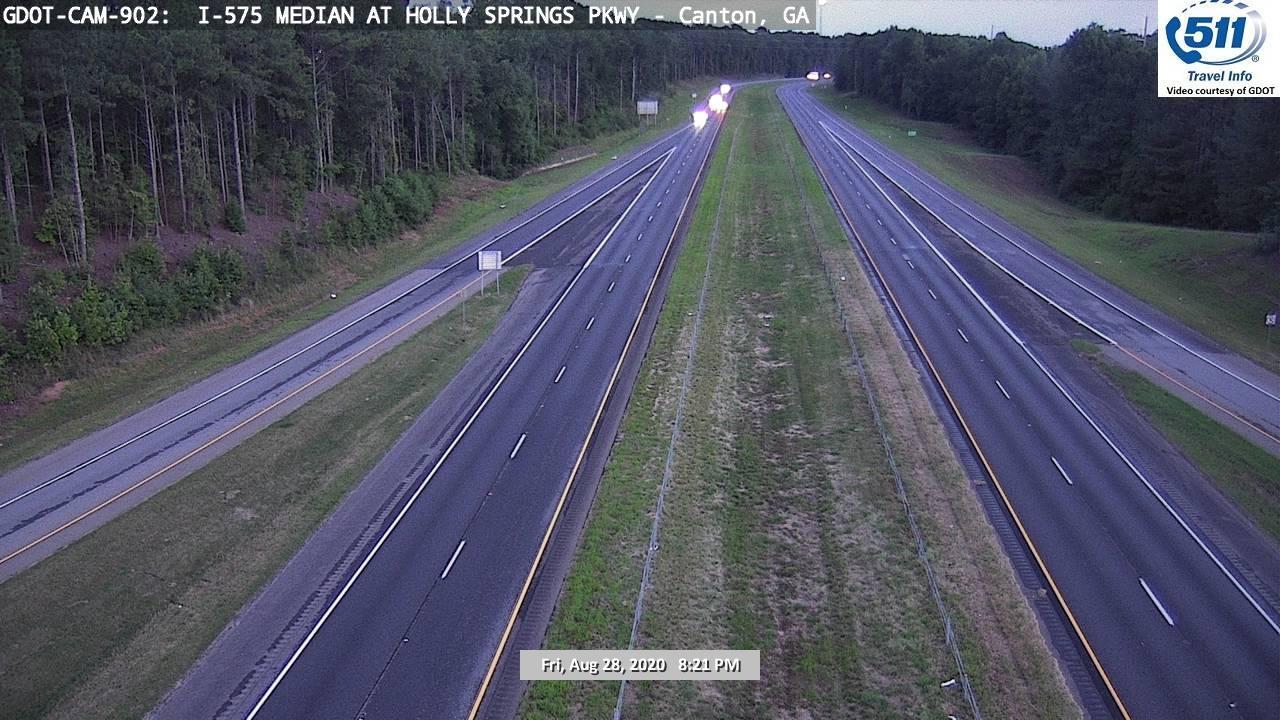 GDOT-CAM-902: I-575 MEDIAN AT HOLLY SPRINGS PKWY - Canton, GA
511
®
Travel Info
Video courtesy of GDOT
Fri, Aug 28, 2020 8:21 PM